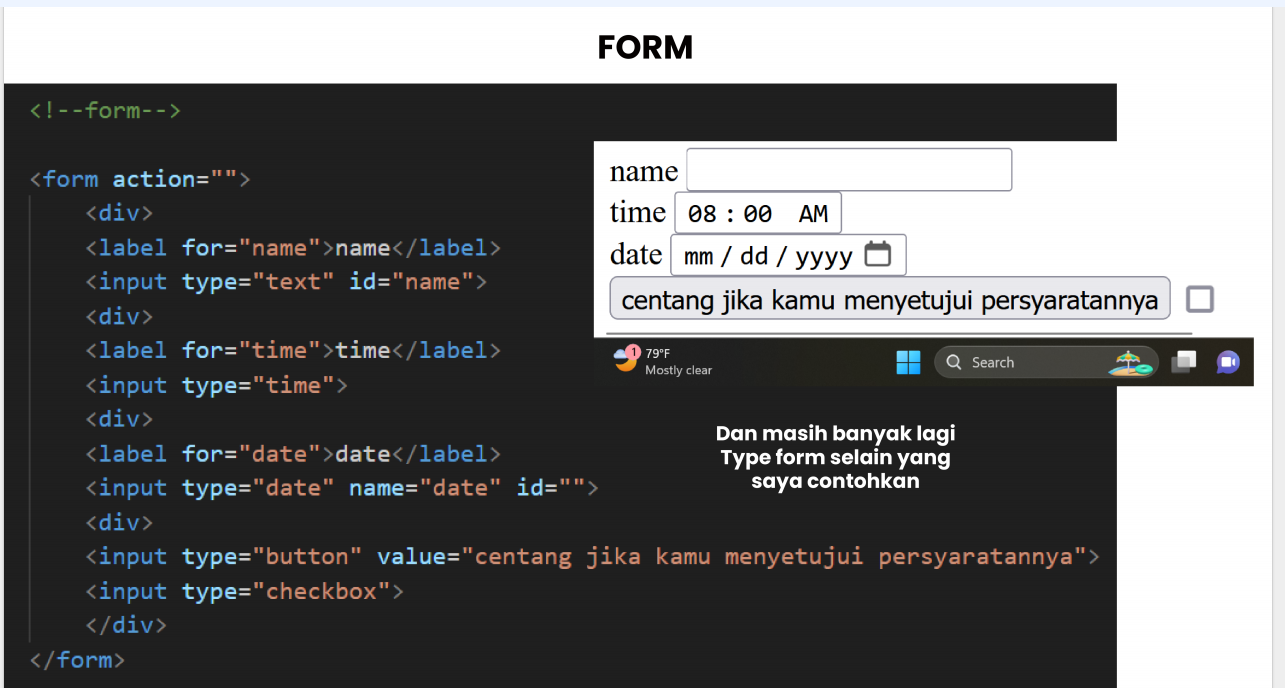 FORM
<!--form-->
<form action="">
<div>
<label for="name">name</label>
<input type="text" id="name">
<div>
<label for="time">time</label>
<input type="time">
<div>
<label for="date">date</label>
<input type="date" name="date" id="">
<div>
<input type="button" value="centang jika kamu menyetujui persyaratannya">
<input type="checkbox">
</div>
</form>
name
time 08 : 00 AM
date mm / dd / yyyy
centang jika kamu menyetujui persyaratannya
1
79°F
Mostly clear
Search
Dan masih banyak lagi
Type form selain yang
saya contohkan